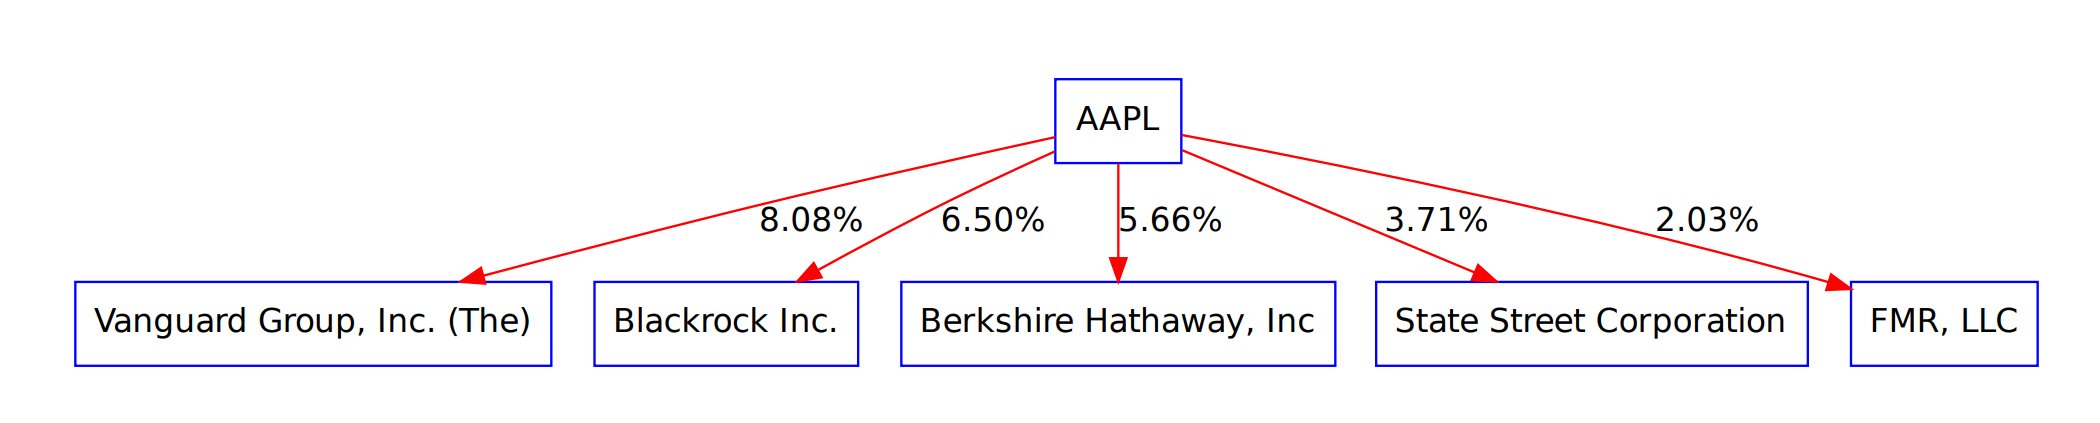 AAPL
8.08%
6.50%
5.66%
3.71%
2.03%
Vanguard Group, Inc. (The)
Blackrock Inc.
Berkshire Hathaway, Inc
State Street Corporation
FMR, LLC